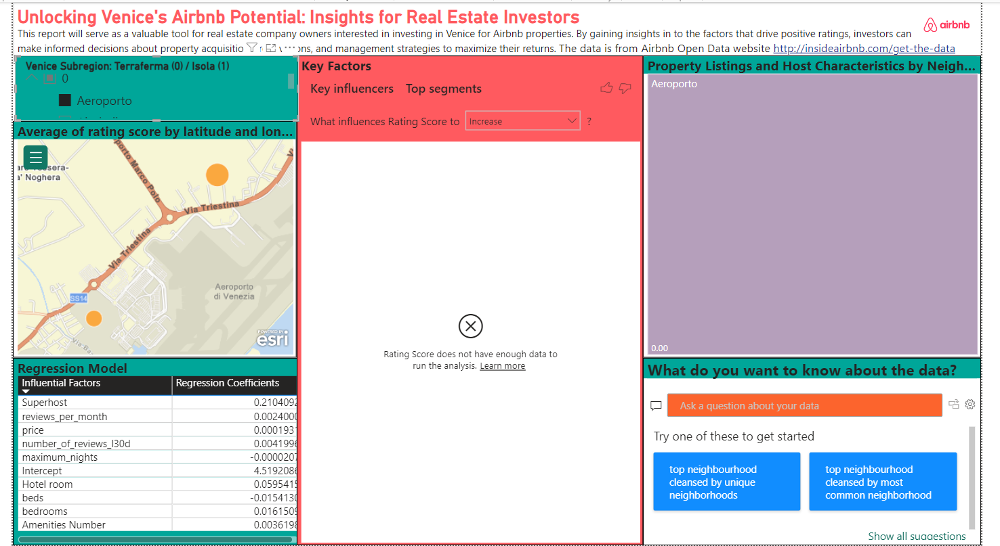 Unlocking Venice's Airbnb Potential: Insights for Real Estate Investors
This report will serve as a valuable tool for real estate company owners interested in investing in Venice for Airbnb properties. By gaining insights in to the factors that drive positive ratings, investors can
make informed decisions about property acquisitio ons, and management strategies to maximize their returns. The data is from Airbnb Open Data website http://insideairbnb.com/get-the-data
airbnb
Venice Subregion: Terraferma (0) / Isola (1)
0
Aeroporto
Average of rating score by latitude and lon...
sera-
a' Noghera
porto Marco Polo
Via Triestina
Via Triestina
SS14
Aeroporto
di Venezia
Via-Ba
POWERED BY
esri
Regression Model
Influential Factors Regression Coefficients
Superhost 0.2104092
reviews_per_month 0.0024000
price 0.0001931
number_of_reviews_l30d 0.0041996
maximum_nights -0.0000207
Intercept 4.5192086
Hotel room 0.0595415
beds -0.0154130
bedrooms 0.0161509
Amenities Number 0.0036198
Key Factors
Key influencers Top segments
What influences Rating Score to Increase ?
Rating Score does not have enough data to
run the analysis. Learn more
Property Listings and Host Characteristics by Neigh...
Aeroporto
0.00
What do you want to know about the data?
Ask a question about your data
Try one of these to get started
top neighbourhood
cleansed by unique
neighborhoods
top neighbourhood
cleansed by most
common neighborhood
Show all suggestions